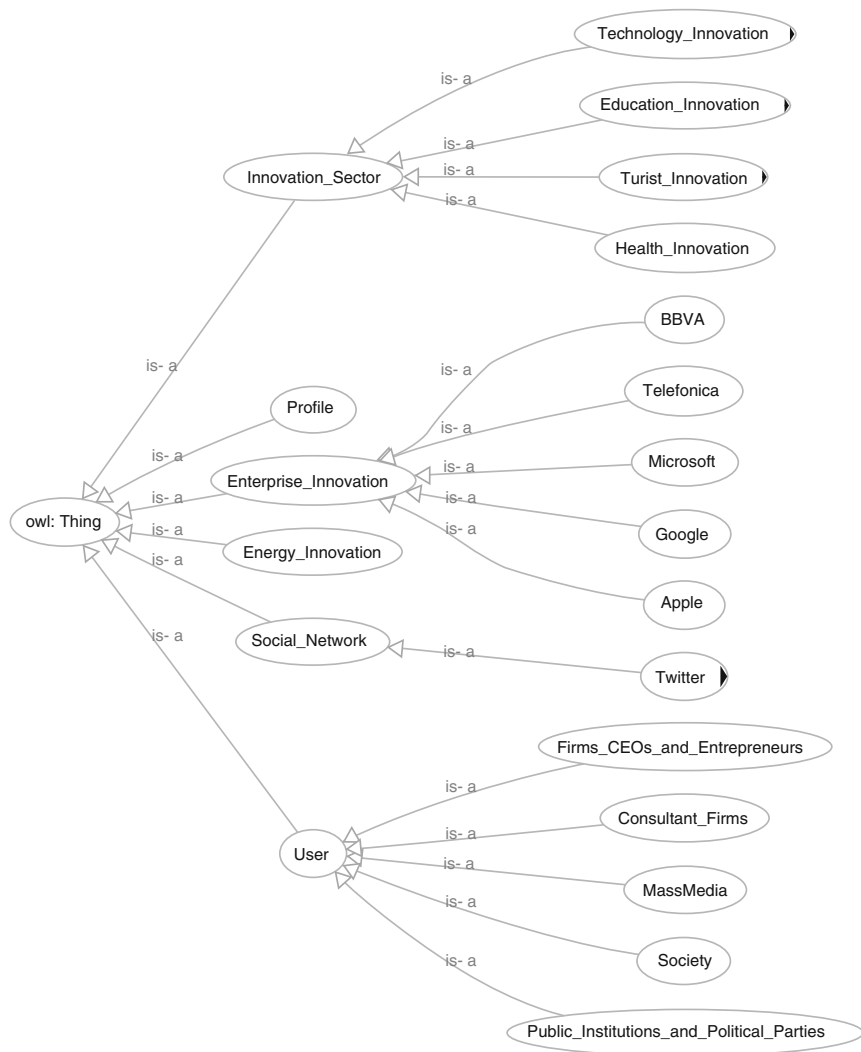 Technology_Innovation
is- a
Education_Innovation
is- a
Innovation_Sector
is- a
Turist_Innovation
is- a
Health_Innovation
BBVA
is- a
is- a
Telefonica
Profile
is- a
is- a
Microsoft
Enterprise_Innovation
is- a
is- a
owl: Thing
is- a
Google
is- a
Energy_Innovation
is- a
Apple
is- a
Social_Network
is- a
Twitter
Firms_CEOs_and_Entrepreneurs
is- a
Consultant_Firms
is- a
User
is- a
MassMedia
is- a
Society
is- a
Public_Institutions_and_Political_Parties